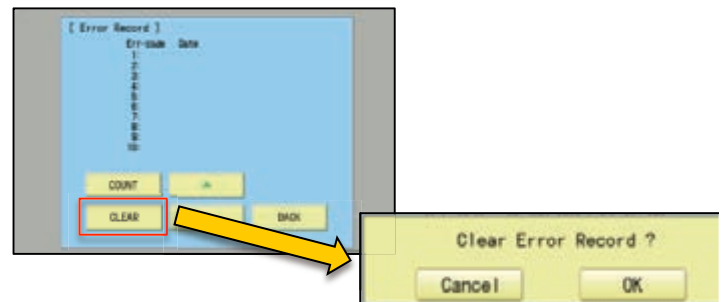 [ Error Record ]
Err-code Date
1:
2:
3:
4:
5:
6:
7:
8:
9:
10:
COUNT
CLEAR BACK
Clear Error Record ?
Cancel OK